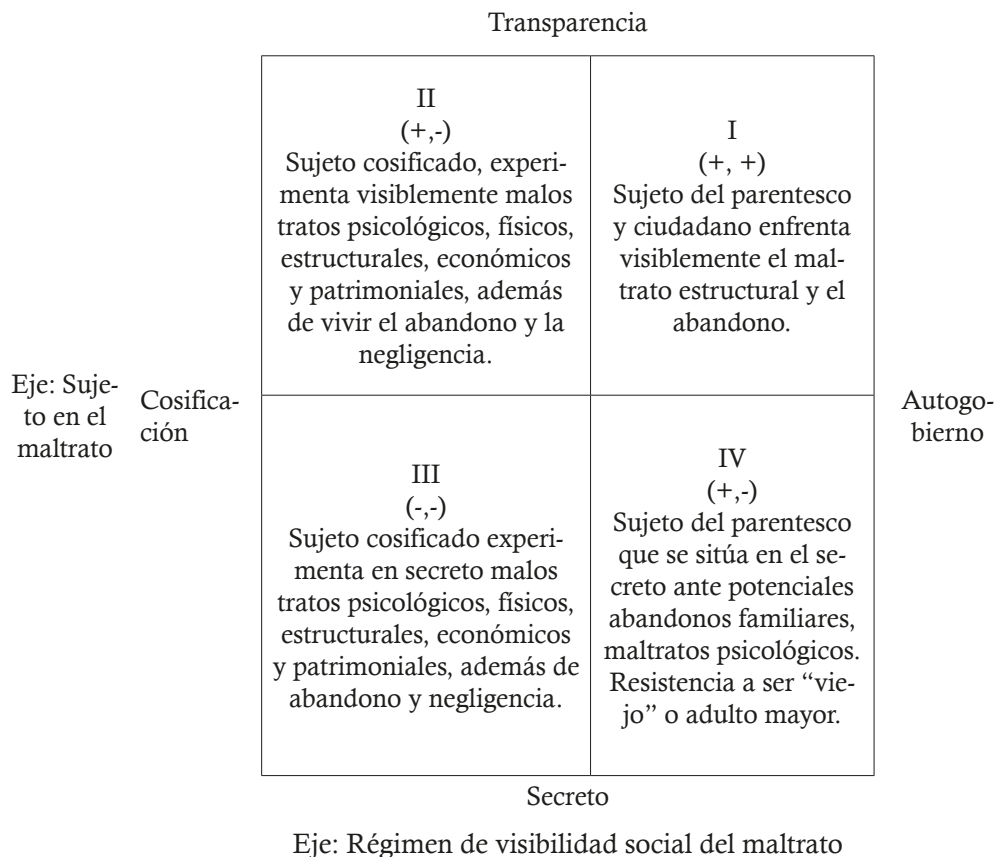 Transparencia
II
(+,-)
Sujeto cosificado, experi-
menta visiblemente malos
tratos psicológicos, físicos,
estructurales, económicos
y patrimoniales, además
de vivir el abandono y la
negligencia.
I
(+, +)
Sujeto del parentesco
y ciudadano enfrenta
visiblemente el mal-
trato estructural y el
abandono.
Eje: Suje-
to en el
maltrato
Cosifica-
ción
Autogo-
bierno
III
(-,-)
Sujeto cosificado experi-
menta en secreto malos
tratos psicológicos, físicos,
estructurales, económicos
y patrimoniales, además de
abandono y negligencia.
IV
(+,-)
Sujeto del parentesco
que se sitúa en el se-
creto ante potenciales
abandonos familiares,
maltratos psicológicos.
Resistencia a ser “vie-
jo” o adulto mayor.
Secreto
Eje: Régimen de visibilidad social del maltrato